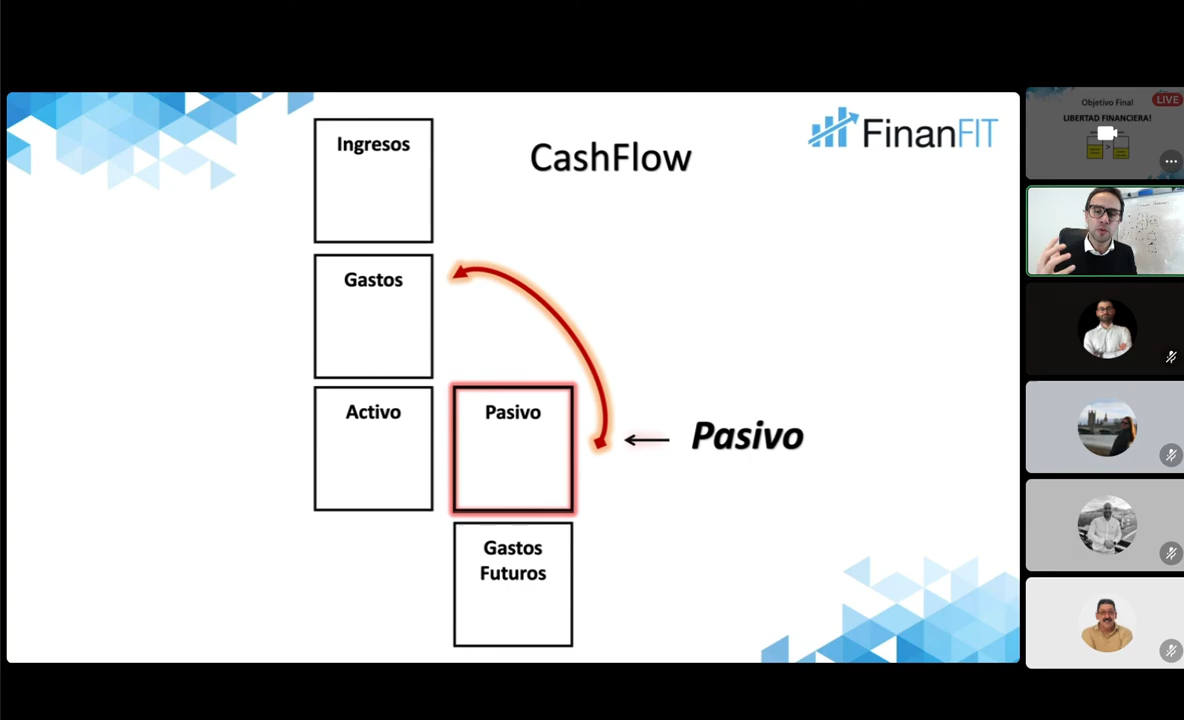 Ingresos
CashFlow
FinanFIT
Gastos
Activo
Pasivo
Pasivo
Gastos
Futuros
Objetivo Final
LIVE
LIBERTAD FINANCIERA!